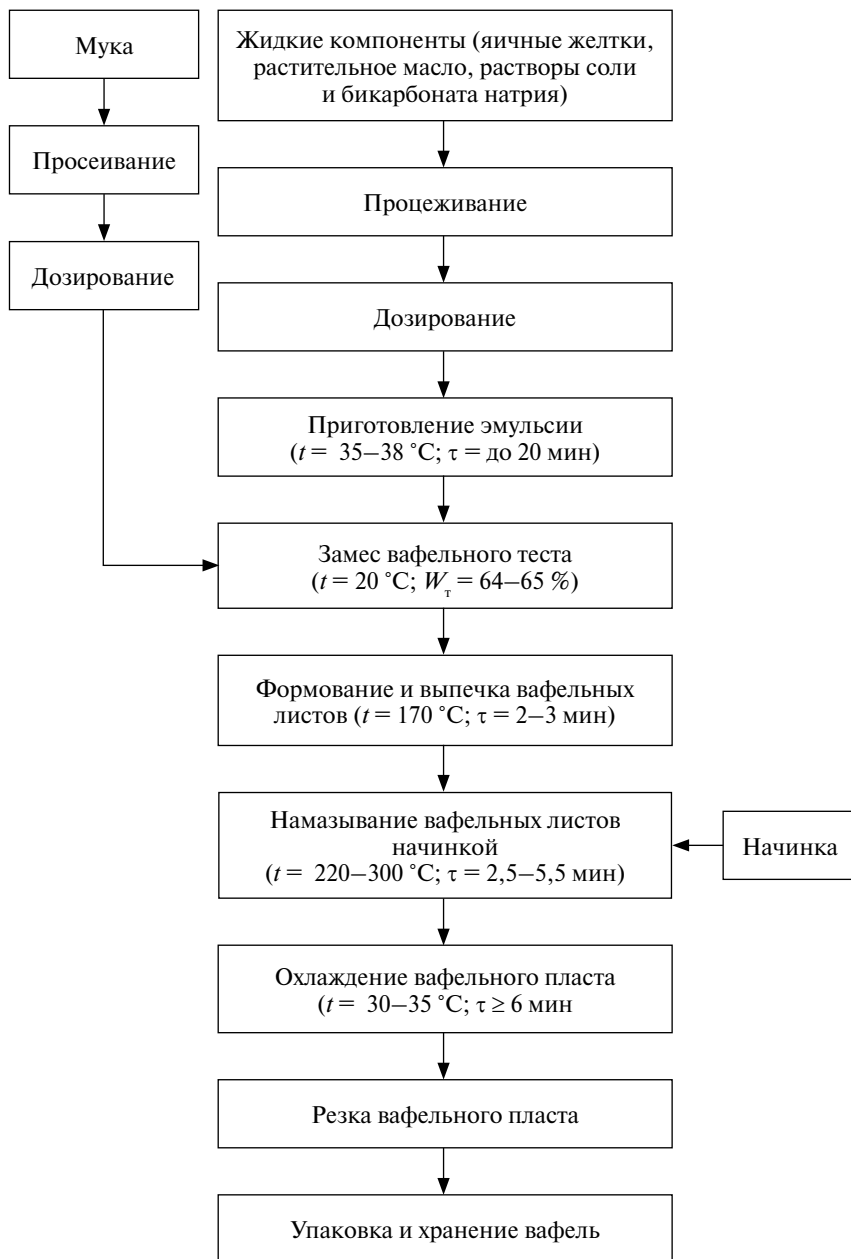 Мука
Просеивание
Дозирование
Жидкие компоненты (яичные желтки,
растительное масло, растворы соли
и бикарбоната натрия)
Процеживание
Дозирование
Приготовление эмульсии
(t = 35–38 °C; τ = до 20 мин)
Замес вафельного теста
(t = 20 °C; Wт = 64–65 %)
Формование и выпечка вафельных
листов (t = 170 °C; τ = 2–3 мин)
Намазывание вафельных листов
начинкой
(t = 220–300 °C; τ = 2,5–5,5 мин)
Начинка
Охлаждение вафельного пласта
(t = 30–35 °C; τ ≥ 6 мин
Резка вафельного пласта
Упаковка и хранение вафель